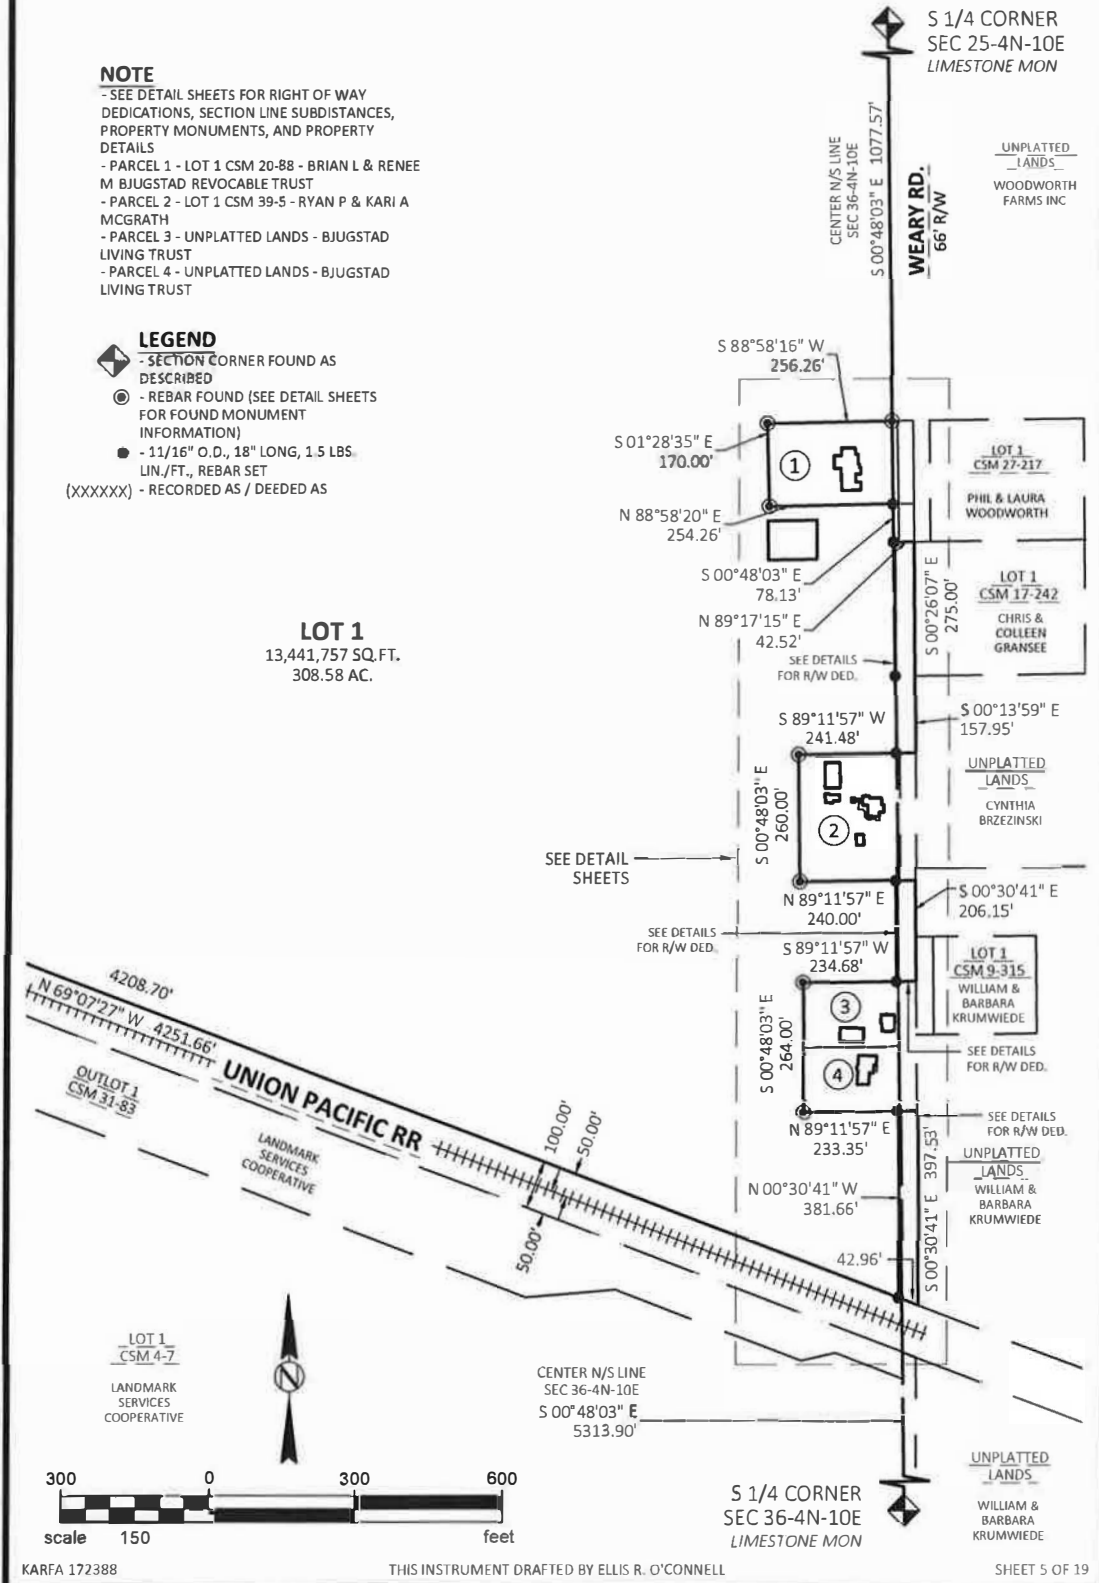 S 1/4 CORNER
SEC 25-4N-10E
LIMESTONE MON
NOTE
- SEE DETAIL SHEETS FOR RIGHT OF WAY
DEDICATIONS, SECTION LINE SUBDISTANCES,
PROPERTY MONUMENTS, AND PROPERTY
DETAILS
- PARCEL 1 - LOT 1 CSM 20-88 - BRIAN L & RENEE
M BJUGSTAD REVOCABLE TRUST
- PARCEL 2 - LOT 1 CSM 39-5 - RYAN P & KARI A
MCGRATH
- PARCEL 3 - UNPLATTED LANDS - BJUGSTAD
LIVING TRUST
- PARCEL 4 - UNPLATTED LANDS - BJUGSTAD
LIVING TRUST
CENTER N/S LINE
SEC 36-4N-10E
S 00°48'03" E 1077.57'
WEARY RD.
66' R/W
UNPLATTED
LANDS
WOODWORTH
FARMS INC
LEGEND
- SECTION CORNER FOUND AS
DESCRIBED
- REBAR FOUND (SEE DETAIL SHEETS
FOR FOUND MONUMENT
INFORMATION)
- 11/16" O.D., 18" LONG, 1.5 LBS.
LIN./FT., REBAR SET
(XXXXXX) - RECORDED AS / DEEDED AS
S 88°58'16" W
256.26'
S 01°28'35" E
170.00'
1
N 88°58'20" E
254.26'
LOT 1
CSM 27-217
PHIL & LAURA
WOODWORTH
S 00°48'03" E
78.13'
N 89°17'15" E
42.52'
S 00°26'07" E
275.00'
LOT 1
CSM 17-242
CHRIS &
COLLEEN
GRANSEE
LOT 1
13,441,757 SQ.FT.
308.58 AC.
SEE DETAILS
FOR R/W DED.
S 89°11'57" W
241.48'
S 00°13'59" E
157.95'
S 00°48'03" E
260.00'
2
UNPLATTED
LANDS
CYNTHIA
BRZEZINSKI
SEE DETAIL
SHEETS
N 89°11'57" E
240.00'
S 00°30'41" E
206.15'
SEE DETAILS
FOR R/W DED.
S 89°11'57" W
234.68'
LOT 1
CSM 9-315
WILLIAM &
BARBARA
KRUMWIEDE
S 00°48'03" E
264.00'
3
4
SEE DETAILS
FOR R/W DED.
4208.70'
N 69°07'27" W 4251.66'
UNION PACIFIC RR
OUTLOT 1
CSM 31-83
LANDMARK
SERVICES
COOPERATIVE
100.00'
50.00'
50.00'
N 89°11'57" E
233.35'
SEE DETAILS
FOR R/W DED.
UNPLATTED
LANDS
WILLIAM &
BARBARA
KRUMWIEDE
N 00°30'41" W
381.66'
S 00°30'41" E 397.53'
42.96'
LOT 1
CSM 4-7
LANDMARK
SERVICES
COOPERATIVE
N
CENTER N/S LINE
SEC 36-4N-10E
S 00°48'03" E
5313.90'
300 0 300 600
scale 150 feet
S 1/4 CORNER
SEC 36-4N-10E
LIMESTONE MON
UNPLATTED
LANDS
WILLIAM &
BARBARA
KRUMWIEDE
KARFA 172388
THIS INSTRUMENT DRAFTED BY ELLIS R. O'CONNELL
SHEET 5 OF 19